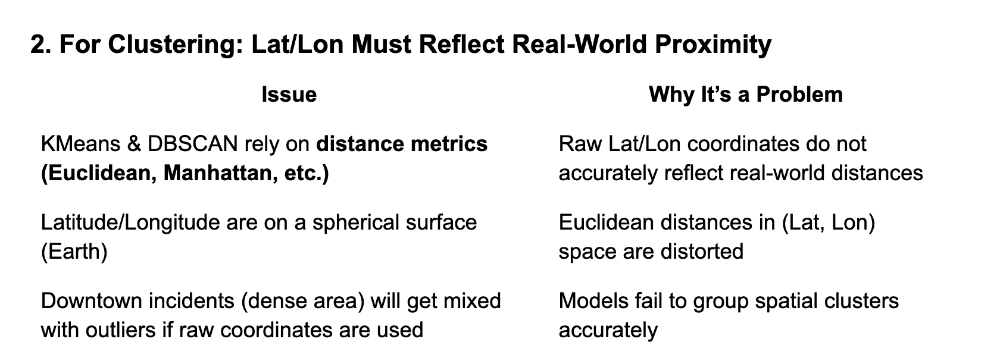 2. For Clustering: Lat/Lon Must Reflect Real-World Proximity
Issue
Why It’s a Problem
KMeans & DBSCAN rely on distance metrics
(Euclidean, Manhattan, etc.)
Raw Lat/Lon coordinates do not
accurately reflect real-world distances
Latitude/Longitude are on a spherical surface
(Earth)
Euclidean distances in (Lat, Lon)
space are distorted
Downtown incidents (dense area) will get mixed
with outliers if raw coordinates are used
Models fail to group spatial clusters
accurately